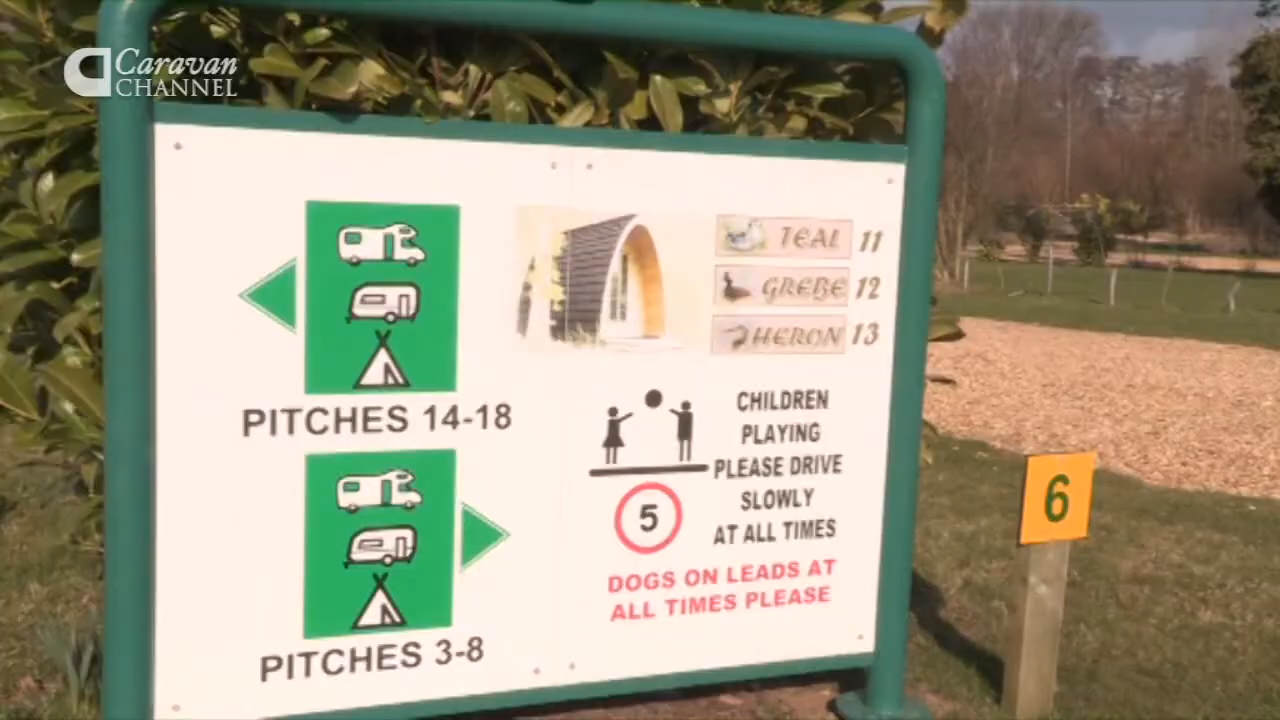 Caravan
CHANNEL
PITCHES 14-18
PITCHES 3-8
TEAL 11
GREBE 12
HERON 13
CHILDREN
PLAYING
PLEASE DRIVE
SLOWLY
AT ALL TIMES
5
DOGS ON LEADS AT
ALL TIMES PLEASE
6